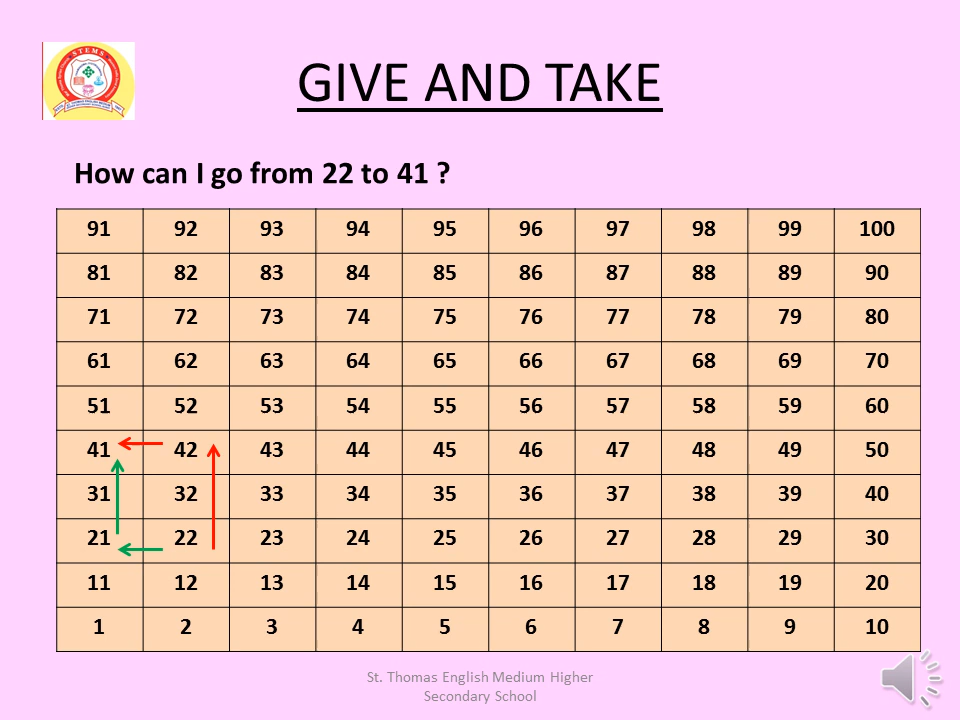 S.T.E.M.S
GIVE AND TAKE
How can I go from 22 to 41 ?
91 92 93 94 95 96 97 98 99 100
81 82 83 84 85 86 87 88 89 90
71 72 73 74 75 76 77 78 79 80
61 62 63 64 65 66 67 68 69 70
51 52 53 54 55 56 57 58 59 60
41 42 43 44 45 46 47 48 49 50
31 32 33 34 35 36 37 38 39 40
21 22 23 24 25 26 27 28 29 30
11 12 13 14 15 16 17 18 19 20
1 2 3 4 5 6 7 8 9 10
St. Thomas English Medium Higher
Secondary School